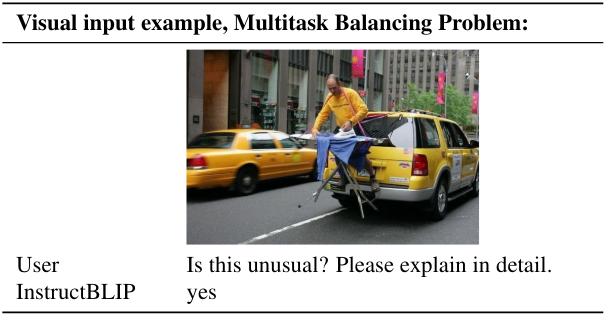 Visual input example, Multitask Balancing Problem:
User Is this unusual? Please explain in detail.
InstructBLIP yes